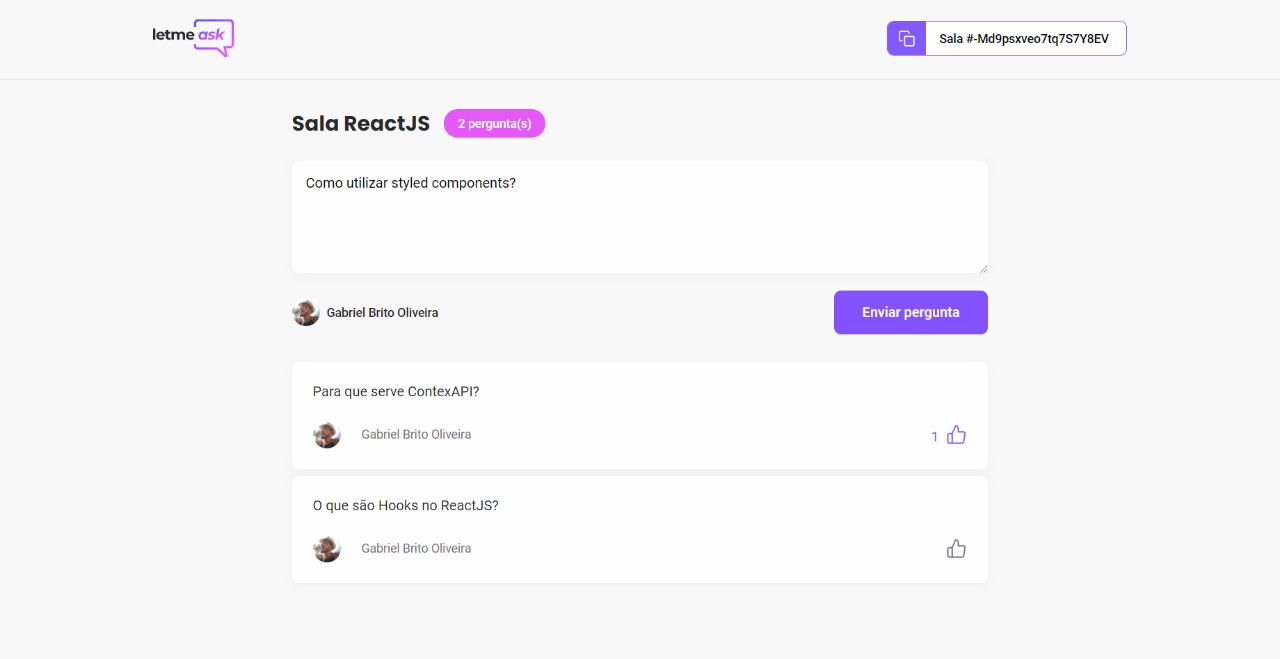 letme ask
Sala #-Md9psxveo7tq7S7Y8EV
Sala ReactJS
2 pergunta(s)
Como utilizar styled components?
Gabriel Brito Oliveira
Enviar pergunta
Para que serve ContexAPI?
Gabriel Brito Oliveira
1
O que são Hooks no ReactJS?
Gabriel Brito Oliveira